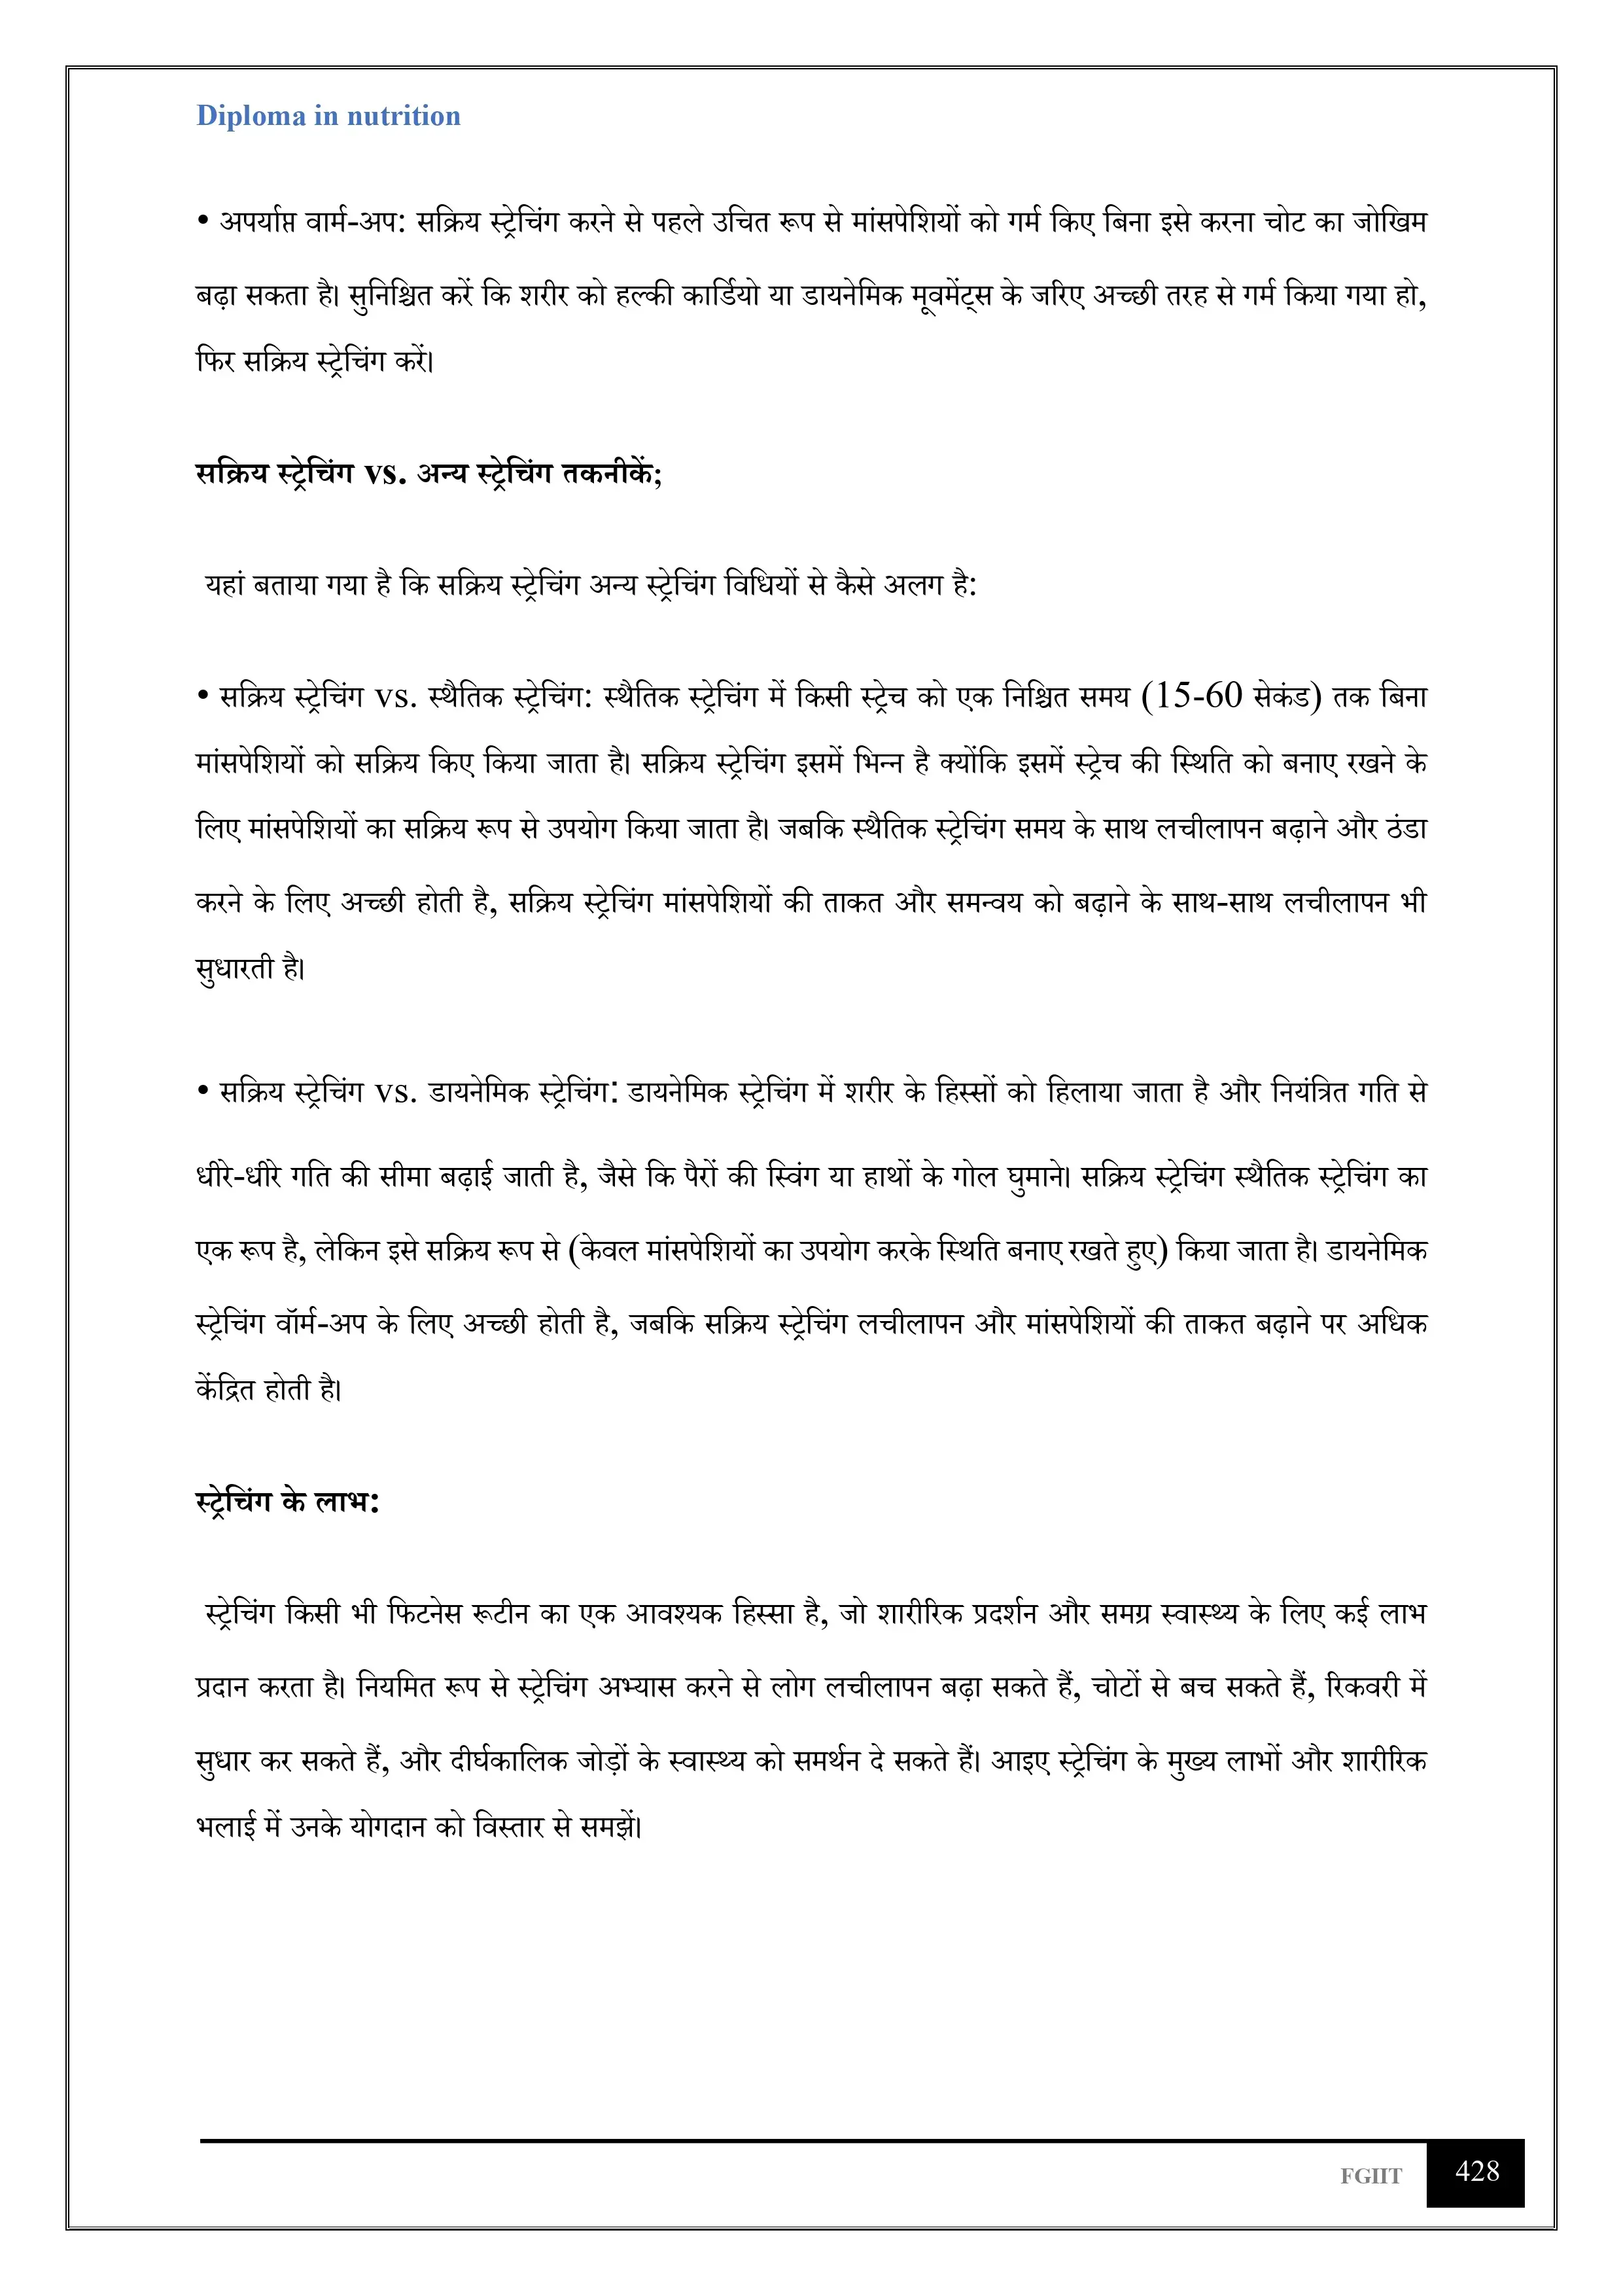 Diploma in nutrition
• अपर्याप्त वार्म-अप: सक्रिय स्ट्रेचिंग करने से पहले उचित रूप से मांसपेशियों को गर्म किए बिना इसे करना चोट का जोखिम
बढ़ा सकता है। सुनिश्चित करें कि शरीर को हल्की कार्डियो या डायनेमिक मूवमेंट्स के जरिए अच्छी तरह से गर्म किया गया हो,
फिर सक्रिय स्ट्रेचिंग करें।
सक्रिय स्ट्रेचिंग vs. अन्य स्ट्रेचिंग तकनीकें;
यहां बताया गया है कि सक्रिय स्ट्रेचिंग अन्य स्ट्रेचिंग विधियों से कैसे अलग है:
• सक्रिय स्ट्रेचिंग vs. स्थैतिक स्ट्रेचिंग: स्थैतिक स्ट्रेचिंग में किसी स्ट्रेच को एक निश्चित समय (15-60 सेकंड) तक बिना
मांसपेशियों को सक्रिय किए किया जाता है। सक्रिय स्ट्रेचिंग इसमें भिन्न है क्योंकि इसमें स्ट्रेच की स्थिति को बनाए रखने के
लिए मांसपेशियों का सक्रिय रूप से उपयोग किया जाता है। जबकि स्थैतिक स्ट्रेचिंग समय के साथ लचीलापन बढ़ाने और ठंडा
करने के लिए अच्छी होती है, सक्रिय स्ट्रेचिंग मांसपेशियों की ताकत और समन्वय को बढ़ाने के साथ-साथ लचीलापन भी
सुधारती है।
• सक्रिय स्ट्रेचिंग vs. डायनेमिक स्ट्रेचिंग: डायनेमिक स्ट्रेचिंग में शरीर के हिस्सों को हिलाया जाता है और नियंत्रित गति से
धीरे-धीरे गति की सीमा बढ़ाई जाती है, जैसे कि पैरों की स्विंग या हाथों के गोल घुमाने। सक्रिय स्ट्रेचिंग स्थैतिक स्ट्रेचिंग का
एक रूप है, लेकिन इसे सक्रिय रूप से (केवल मांसपेशियों का उपयोग करके स्थिति बनाए रखते हुए) किया जाता है। डायनेमिक
स्ट्रेचिंग वॉर्म-अप के लिए अच्छी होती है, जबकि सक्रिय स्ट्रेचिंग लचीलापन और मांसपेशियों की ताकत बढ़ाने पर अधिक
केंद्रित होती है।
स्ट्रेचिंग के लाभ:
स्ट्रेचिंग किसी भी फिटनेस रूटीन का एक आवश्यक हिस्सा है, जो शारीरिक प्रदर्शन और समग्र स्वास्थ्य के लिए कई लाभ
प्रदान करता है। नियमित रूप से स्ट्रेचिंग अभ्यास करने से लोग लचीलापन बढ़ा सकते हैं, चोटों से बच सकते हैं, रिकवरी में
सुधार कर सकते हैं, और दीर्घकालिक जोड़ों के स्वास्थ्य को समर्थन दे सकते हैं। आइए स्ट्रेचिंग के मुख्य लाभों और शारीरिक
भलाई में उनके योगदान को विस्तार से समझें।
FGIIT 428